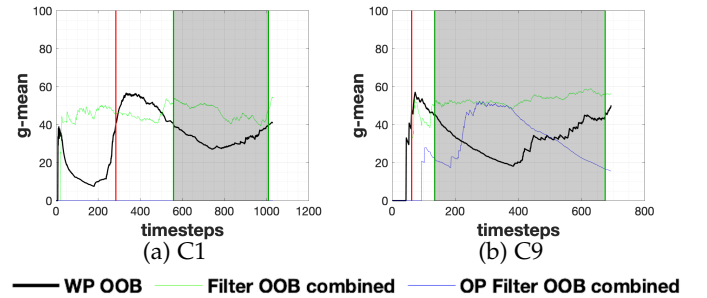 100 100
80 80
60 60
40 40
20 20
0 0
g-mean g-mean
0 200 400 600 800 1000 1200 0 200 400 600 800
timesteps timesteps
(a) C1 (b) C9
WP OOB Filter OOB combined OP Filter OOB combined